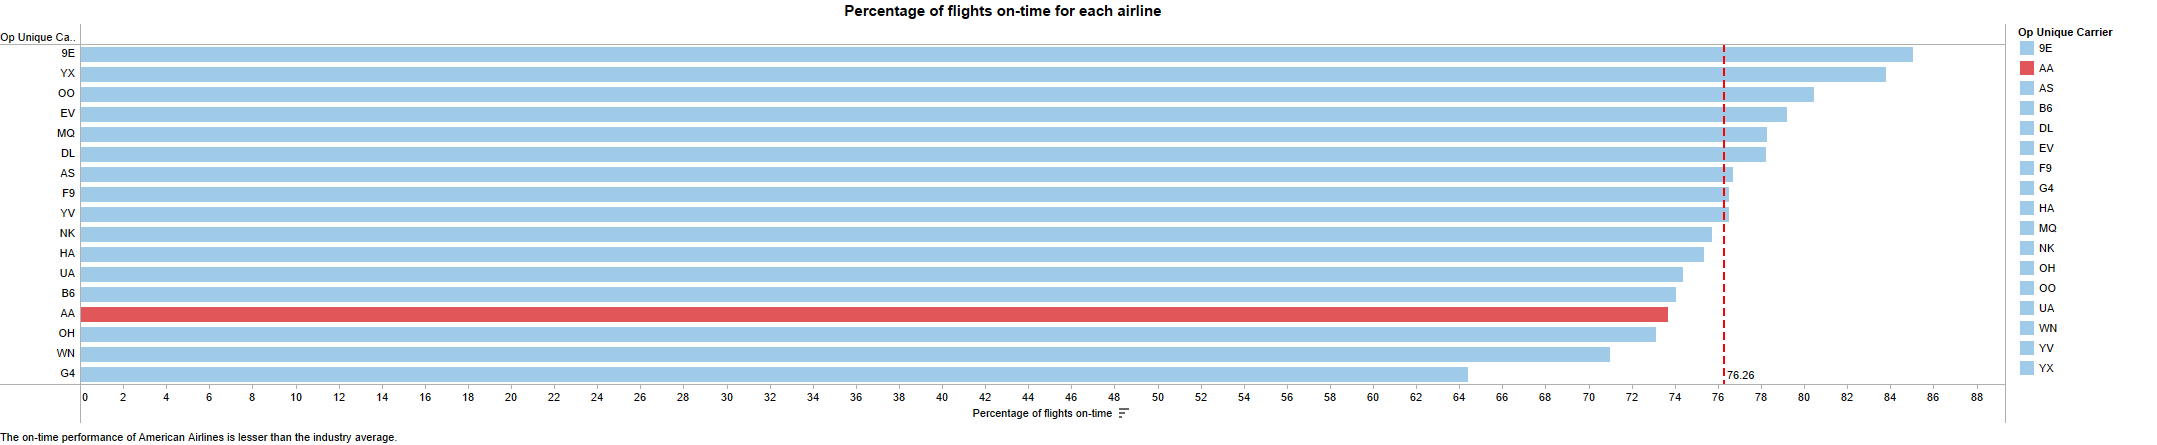 Percentage of flights on-time for each airline
Op Unique Ca..
9E
YX
OO
EV
MQ
DL
AS
F9
YV
NK
HA
UA
B6
AA
OH
WN
G4
76.26
0 2 4 6 8 10 12 14 16 18 20 22 24 26 28 30 32 34 36 38 40 42 44 46 48 50 52 54 56 58 60 62 64 66 68 70 72 74 76 78 80 82 84 86 88
Percentage of flights on-time
Op Unique Carrier
9E
AA
AS
B6
DL
EV
F9
G4
HA
MQ
NK
OH
OO
UA
WN
YV
YX
The on-time performance of American Airlines is lesser than the industry average.